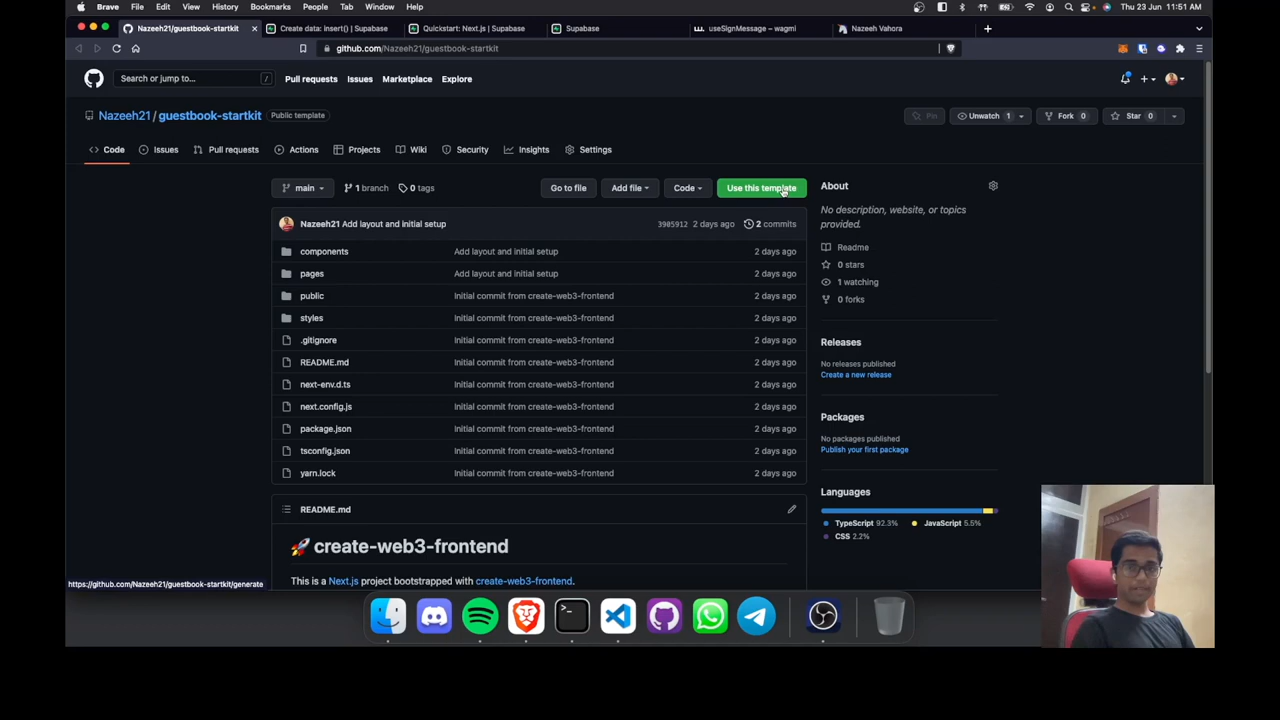 Brave File Edit View History Bookmarks People Tab Window Help Thu 23 Jun 11:51 AM
Nazeeh21/guestbook-startkit Create data: insert() | Supabase Quickstart: Next.js | Supabase Supabase useSignMessage – wagmi Nazeeh Vahora
github.com/Nazeeh21/guestbook-startkit
Search or jump to... / Pull requests Issues Marketplace Explore
Nazeeh21 / guestbook-startkit Public template Pin Unwatch 1 Fork 0 Star 0
Code Issues Pull requests Actions Projects Wiki Security Insights Settings
main 1 branch 0 tags Go to file Add file Code Use this template
Nazeeh21 Add layout and initial setup 3905912 2 days ago 2 commits
components Add layout and initial setup 2 days ago
pages Add layout and initial setup 2 days ago
public Initial commit from create-web3-frontend 2 days ago
styles Initial commit from create-web3-frontend 2 days ago
.gitignore Initial commit from create-web3-frontend 2 days ago
README.md Initial commit from create-web3-frontend 2 days ago
next-env.d.ts Initial commit from create-web3-frontend 2 days ago
next.config.js Initial commit from create-web3-frontend 2 days ago
package.json Initial commit from create-web3-frontend 2 days ago
tsconfig.json Initial commit from create-web3-frontend 2 days ago
yarn.lock Initial commit from create-web3-frontend 2 days ago
README.md
🚀 create-web3-frontend
This is a Next.js project bootstrapped with create-web3-frontend.
About
No description, website, or topics
provided.
Readme
0 stars
1 watching
0 forks
Releases
No releases published
Create a new release
Packages
No packages published
Publish your first package
Languages
TypeScript 92.3% JavaScript 5.5%
CSS 2.2%
https://github.com/Nazeeh21/guestbook-startkit/generate